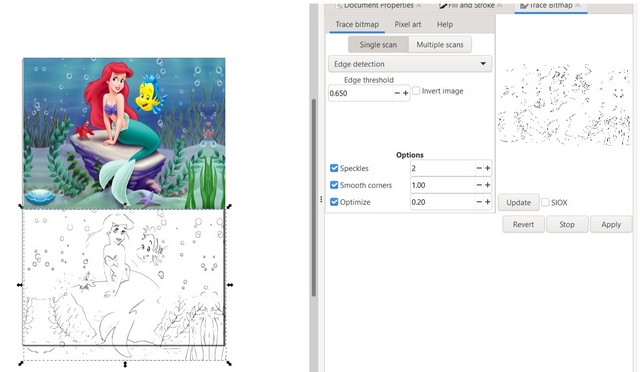 Document Properties Fill and Stroke Trace Bitmap
Trace bitmap Pixel art Help
Single scan Multiple scans
Edge detection
Edge threshold
0.650 − + Invert image
Options
Speckles 2 − +
Smooth corners 1.00 − +
Optimize 0.20 − +
Update SIOX
Revert Stop Apply